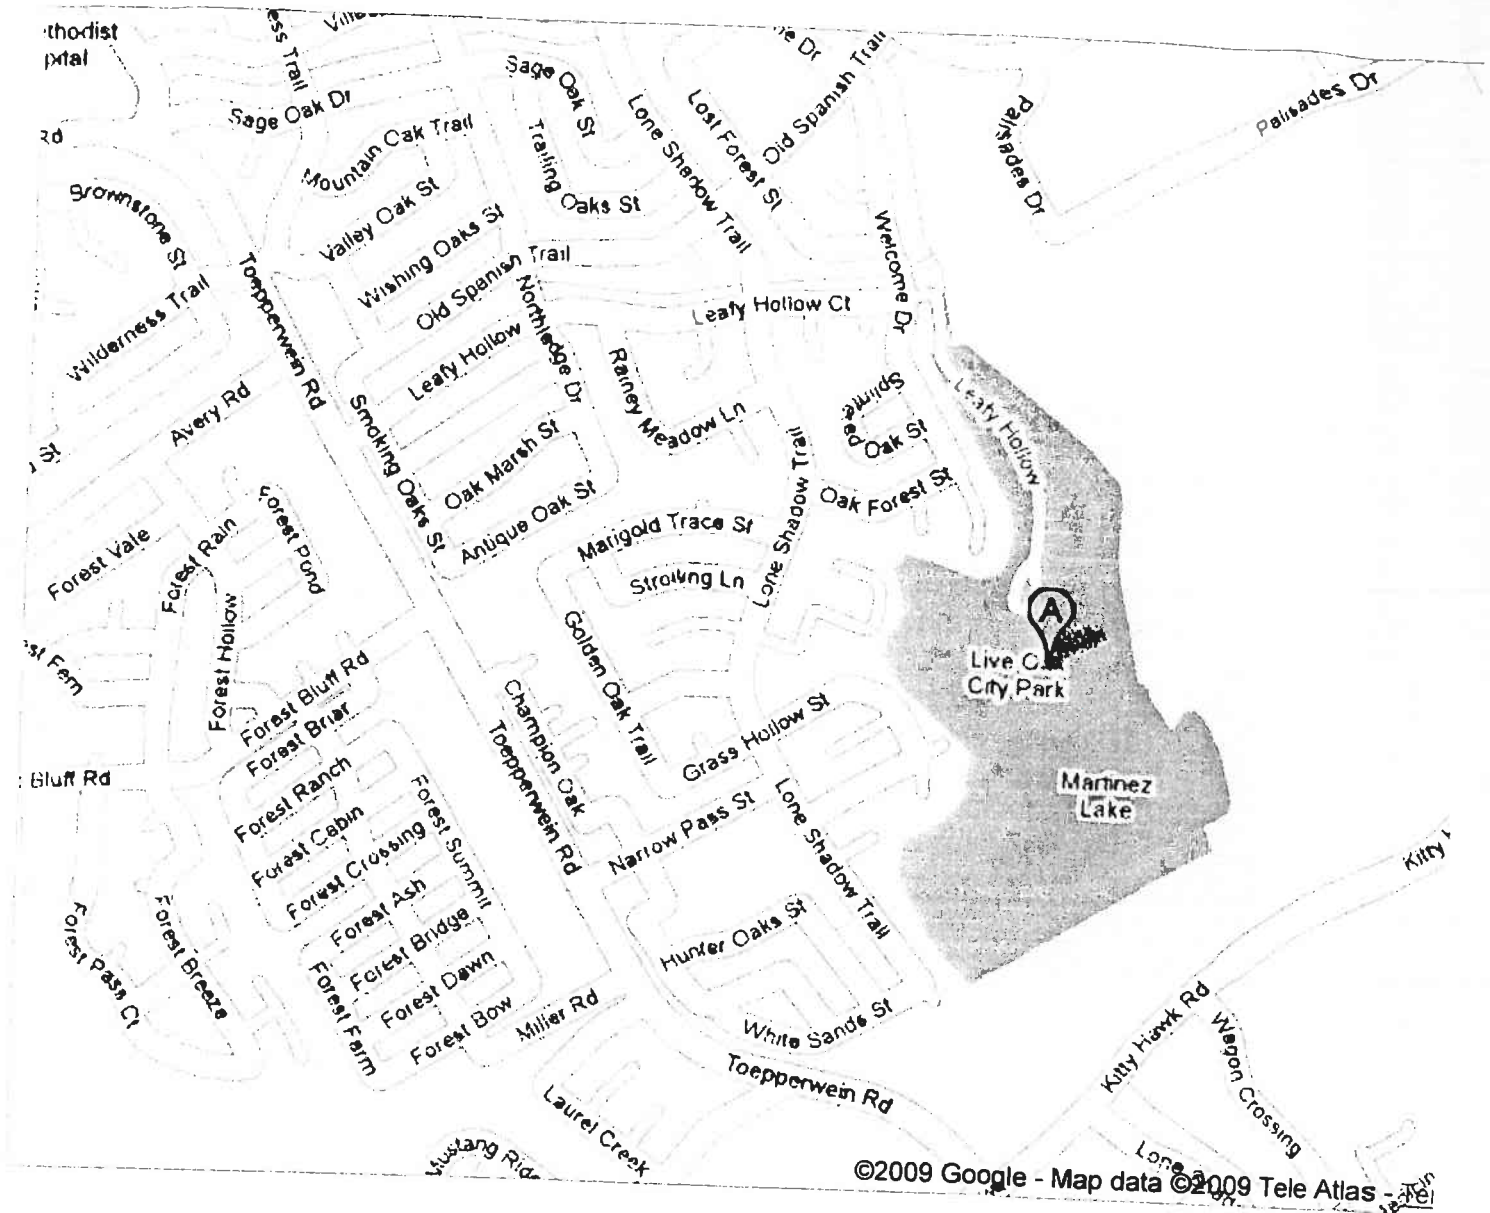 Sage Oak Dr
Mountain Oak Trail
Sage Oak St
Trailing
Oaks St
Lone Shadow Trail
Lost Forest St
Old Spanish Trail
Palisades Dr
Palisades Dr
Rd
Brownstone St
Valley Oak St
Wishing Oaks St
Old Spanish Trail
Welcome Dr
Wilderness Trail
Toepperwein Rd
Northledge Dr
Leafy Hollow Ct
Leafy Hollow
Avery Rd
Smoking Oaks St
Rainey Meadow Ln
Oak St
Leafy Hollow
Oak Marsh St
Antique Oak St
Lone Shadow Trail
Oak Forest St
Marigold Trace St
Strolling Ln
Forest Vale
Forest Rain
Forest Pond
Forest Hollow
A
Live Oak
City Park
Golden Oak Trail
Forest Bluff Rd
Forest Briar
Champion Oak
Toepperwein Rd
Grass Hollow St
Bluff Rd
Forest Ranch
Forest Cabin
Forest Crossing
Forest Summit
Narrow Pass St
Lone Shadow Trail
Martinez
Lake
Kitty
Forest Ash
Forest Bridge
Forest Dawn
Forest Bow
Forest Farm
Forest Pass Ct
Forest Breeze
Hunter Oaks St
Miller Rd
White Sands St
Toepperwein Rd
Kitty Hawk Rd
Wagon Crossing
Laurel Creek
©2009 Google - Map data ©2009 Tele Atlas -